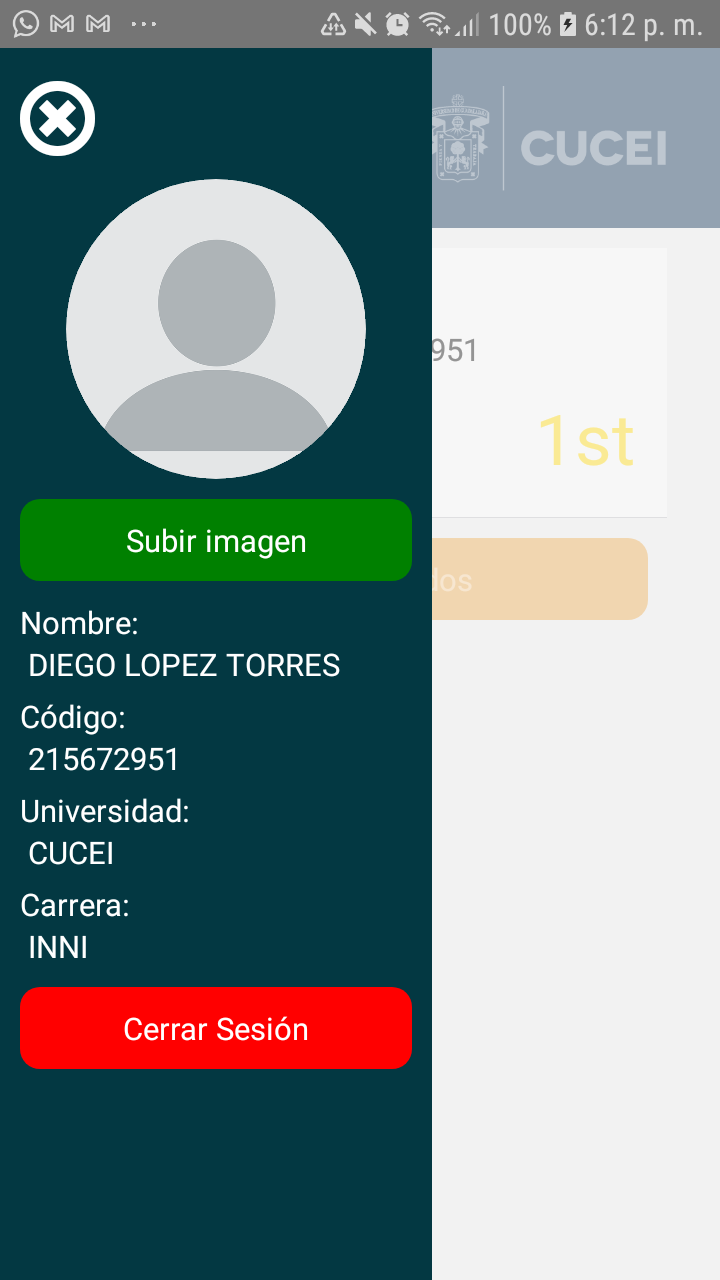 100% 6:12 p. m.
CUCEI
951
1st
dos
Subir imagen
Nombre:
DIEGO LOPEZ TORRES
Código:
215672951
Universidad:
CUCEI
Carrera:
INNI
Cerrar Sesión